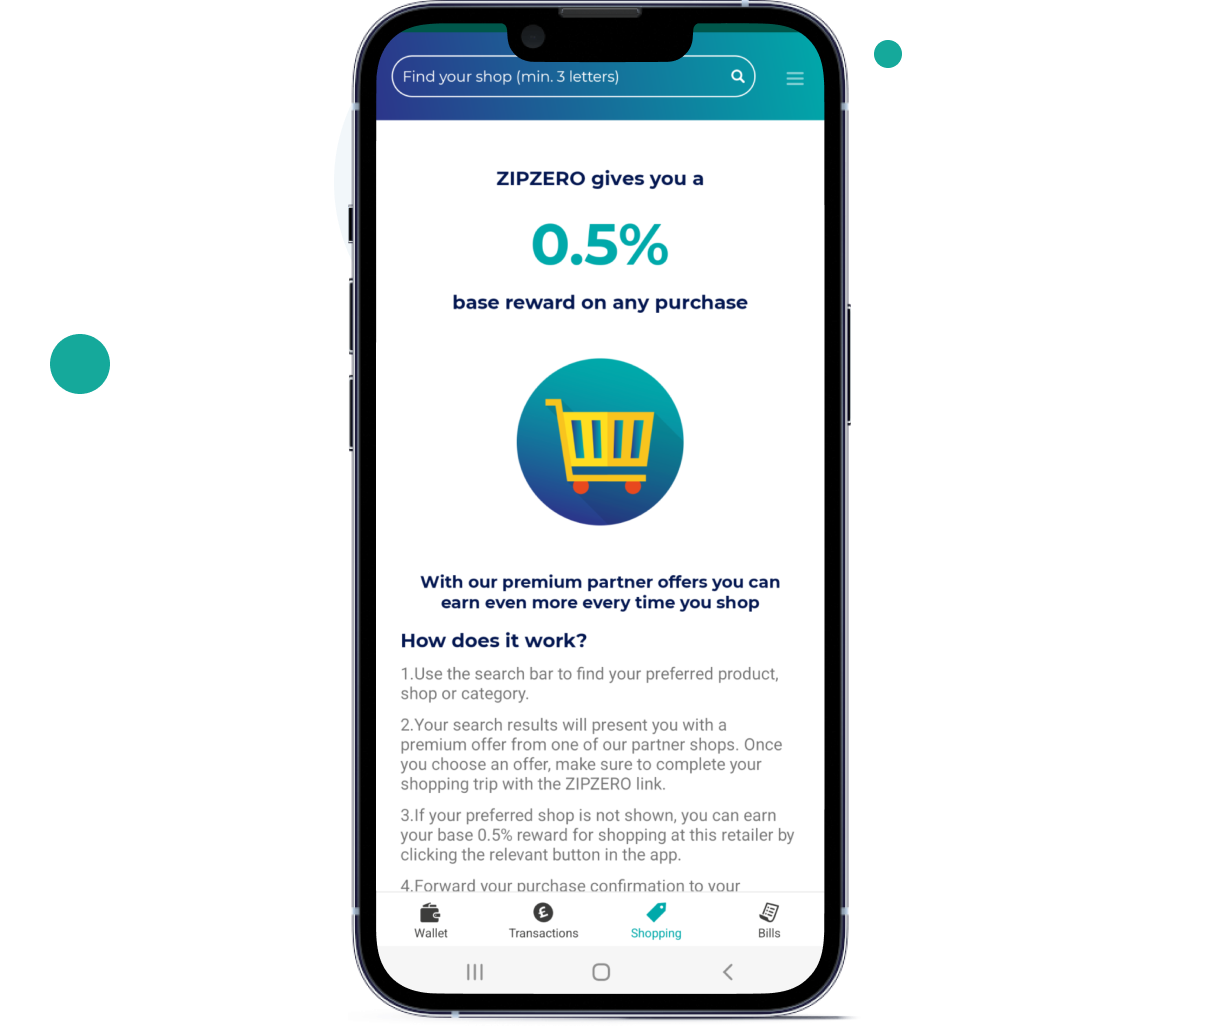 Find your shop (min. 3 letters)
ZIPZERO gives you a
0.5%
base reward on any purchase
With our premium partner offers you can
earn even more every time you shop
How does it work?
1.Use the search bar to find your preferred product,
shop or category.
2.Your search results will present you with a
premium offer from one of our partner shops. Once
you choose an offer, make sure to complete your
shopping trip with the ZIPZERO link.
3.If your preferred shop is not shown, you can earn
your base 0.5% reward for shopping at this retailer by
clicking the relevant button in the app.
4.Forward your purchase confirmation to your
Wallet
Transactions
Shopping
Bills